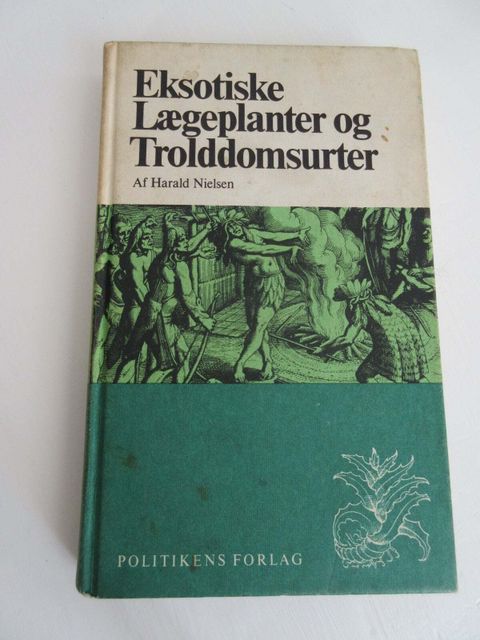 Eksotiske
Lægeplanter og
Trolddomsurter
Af Harald Nielsen
POLITIKENS FORLAG